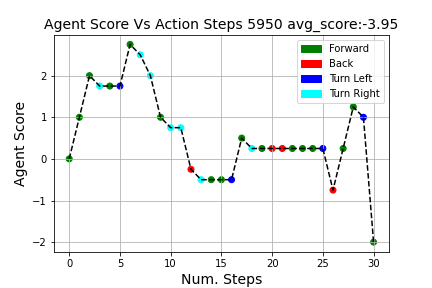 Agent Score Vs Action Steps 5950 avg_score:-3.95
Forward
Back
Turn Left
Turn Right
Agent Score
2
1
0
−1
−2
0 5 10 15 20 25 30
Num. Steps